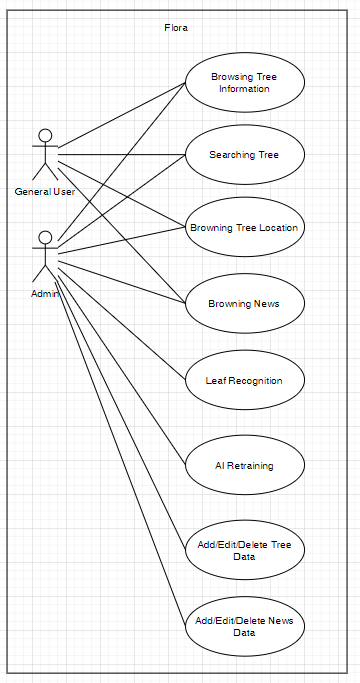 Flora
Browsing Tree
Information
Searching Tree
General User
Browning Tree Location
Admin
Browning News
Leaf Recognition
AI Retraining
Add/Edit/Delete Tree
Data
Add/Edit/Delete News
Data